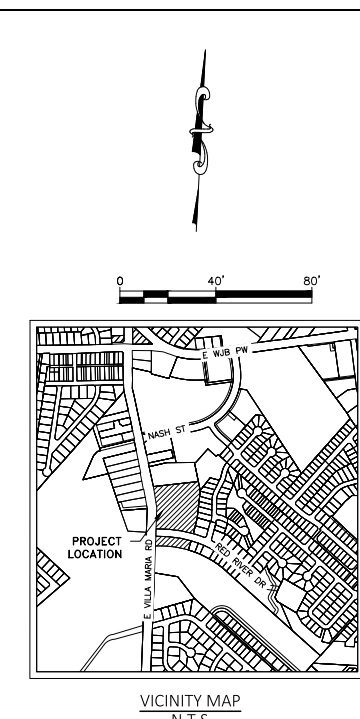 0 40' 80'
E WJB PW
NASH ST
PROJECT
LOCATION
E VILLA MARIA RD
RED RIVER DR
VICINITY MAP
N.T.S.